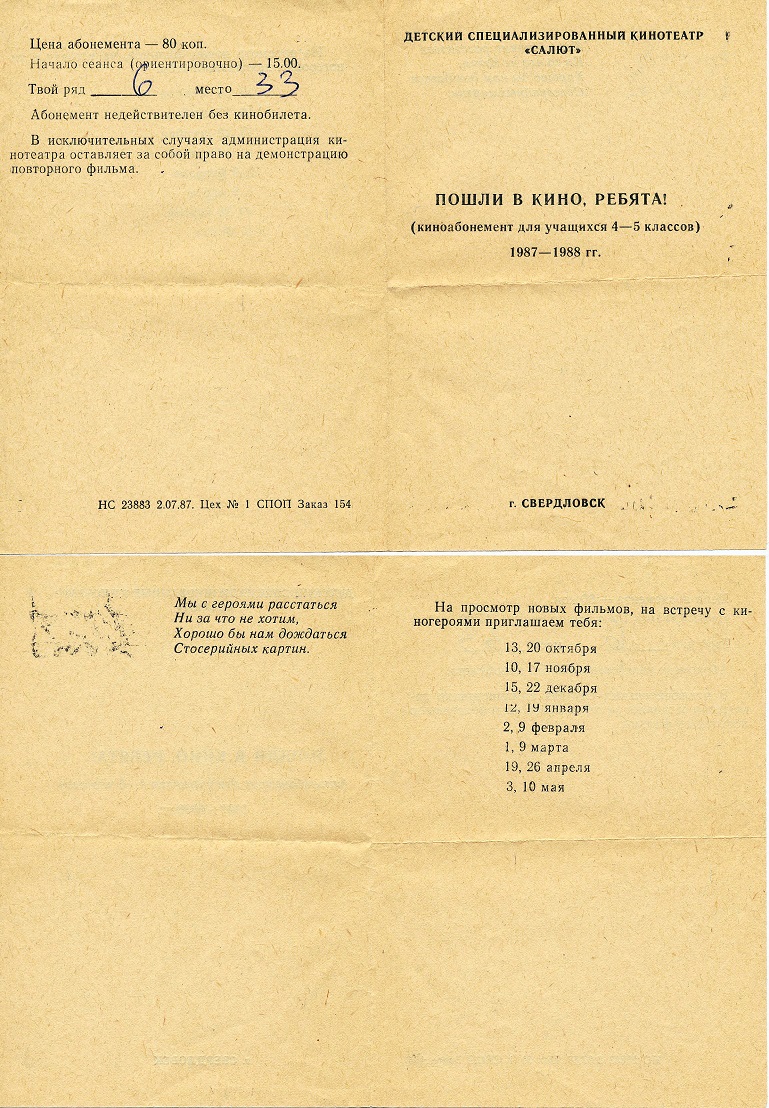 Цена абонемента — 80 коп.
Начало сеанса (ориентировочно) — 15.00.
Твой ряд 6 место 33
Абонемент недействителен без кинобилета.
В исключительных случаях администрация ки-
нотеатра оставляет за собой право на демонстрацию
повторного фильма.
НС 23883 2.07.87. Цех № 1 СПОП Заказ 154
ДЕТСКИЙ СПЕЦИАЛИЗИРОВАННЫЙ КИНОТЕАТР
«САЛЮТ»
ПОШЛИ В КИНО, РЕБЯТА!
(киноабонемент для учащихся 4—5 классов)
1987—1988 гг.
г. СВЕРДЛОВСК
Мы с героями расстаться
Ни за что не хотим,
Хорошо бы нам дождаться
Стосерийных картин.
На просмотр новых фильмов, на встречу с ки-
ногероями приглашаем тебя:
13, 20 октября
10, 17 ноября
15, 22 декабря
12, 19 января
2, 9 февраля
1, 9 марта
19, 26 апреля
3, 10 мая